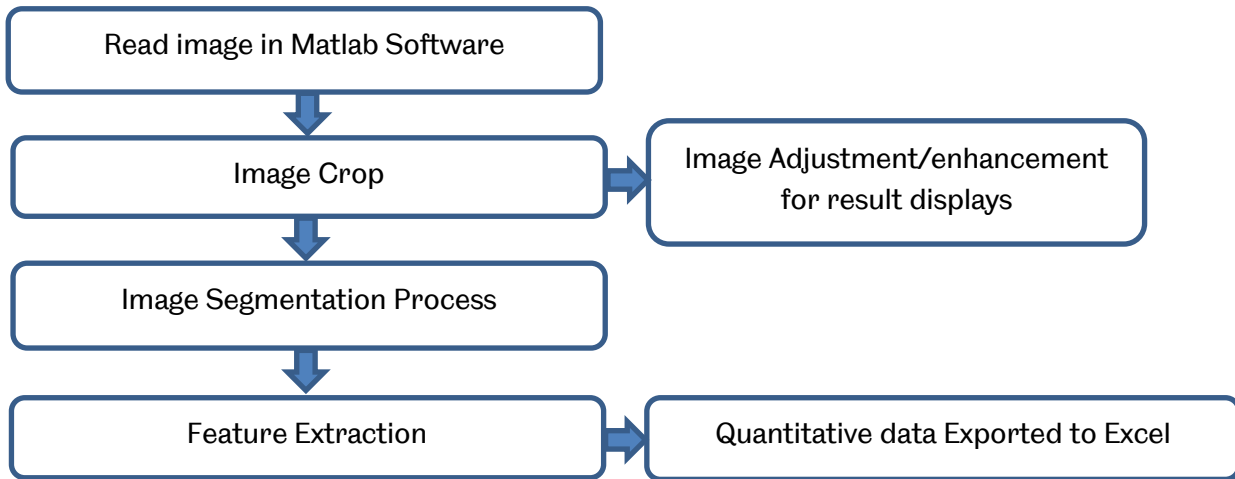 Read image in Matlab Software
Image Crop
Image Adjustment/enhancement
for result displays
Image Segmentation Process
Feature Extraction
Quantitative data Exported to Excel